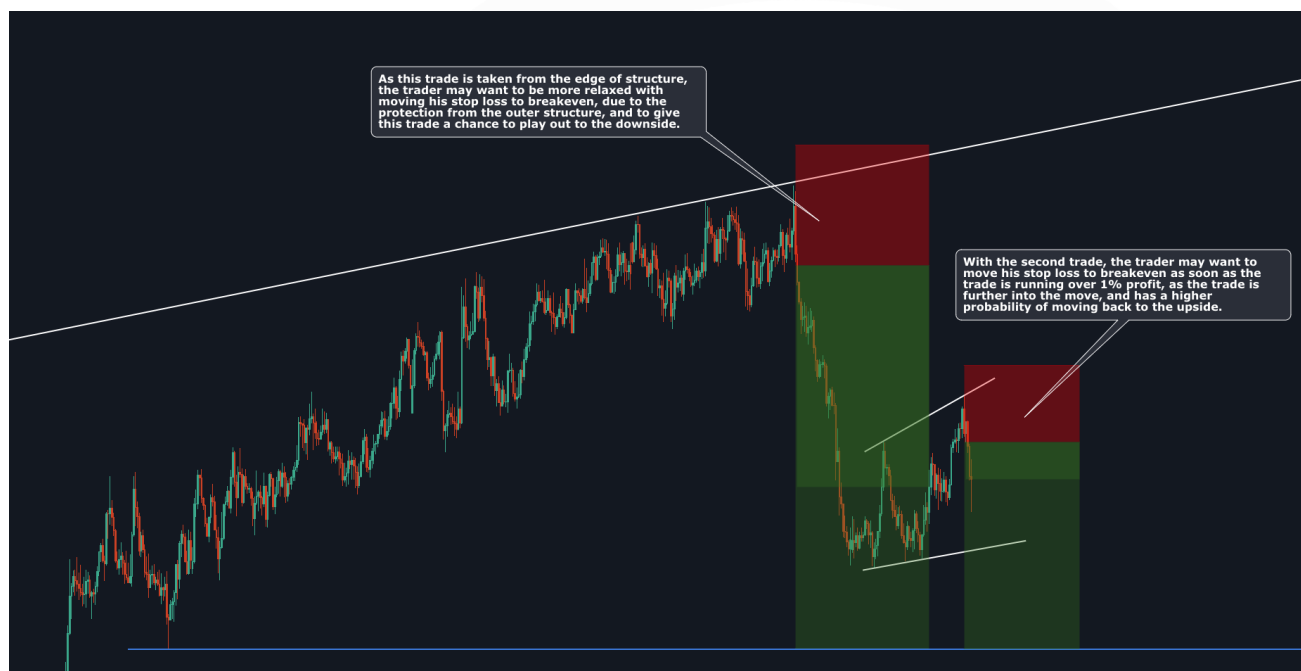 As this trade is taken from the edge of structure,
the trader may want to be more relaxed with
moving his stop loss to breakeven, due to the
protection from the outer structure, and to give
this trade a chance to play out to the downside.
With the second trade, the trader may want to
move his stop loss to breakeven as soon as the
trade is running over 1% profit, as the trade is
further into the move, and has a higher
probability of moving back to the upside.